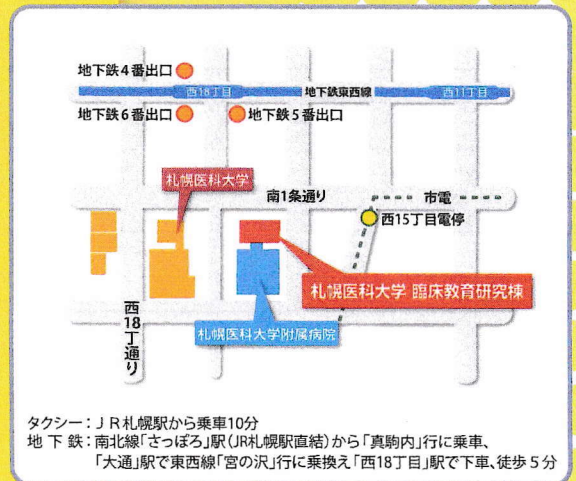 地下鉄4番出口
西18丁目
地下鉄東西線
西11丁目
地下鉄6番出口
地下鉄5番出口
札幌医科大学
南1条通り
市電
西15丁目電停
札幌医科大学 臨床教育研究棟
西18丁通り
札幌医科大学附属病院
タクシー：ＪＲ札幌駅から乗車10分
地 下 鉄：南北線「さっぽろ」駅（JR札幌駅直結）から「真駒内」行に乗車、
「大通」駅で東西線「宮の沢」行に乗換え「西18丁目」駅で下車、徒歩５分